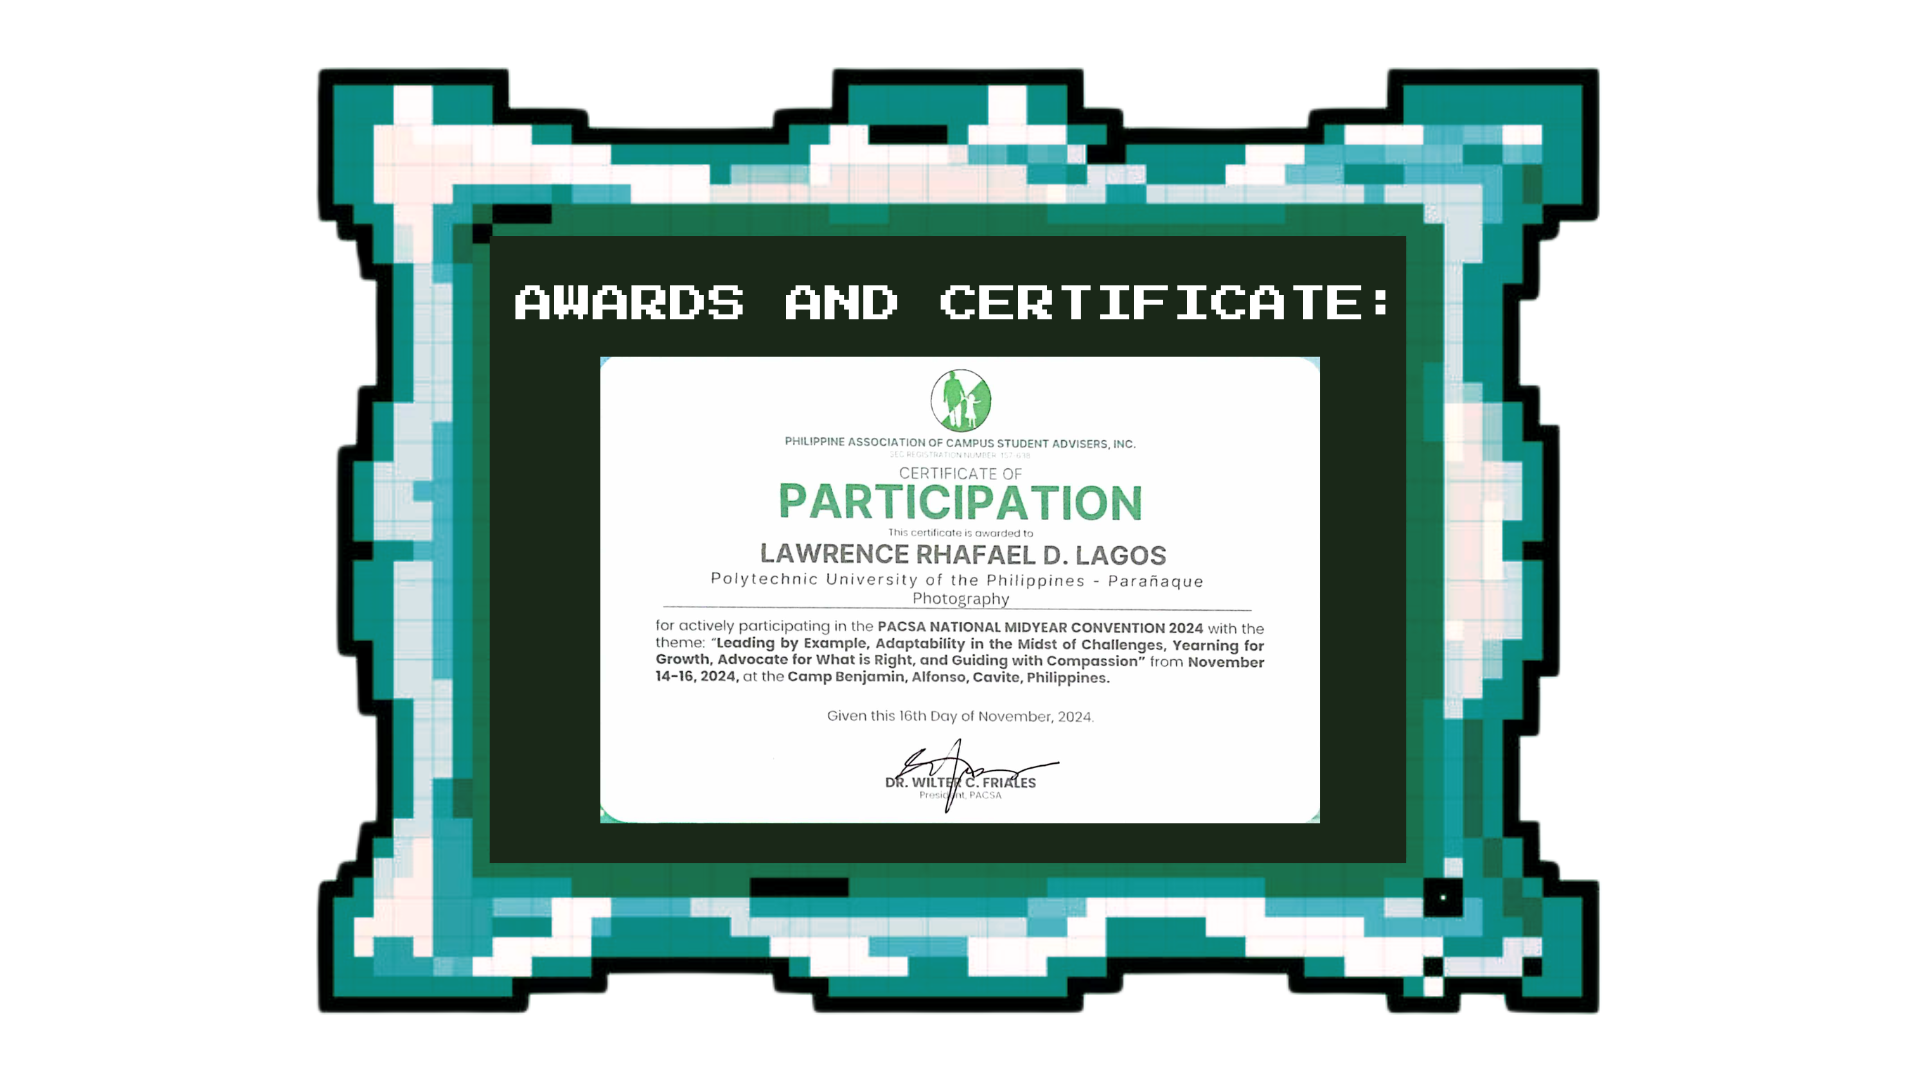 AWARDS AND CERTIFICATE:
PHILIPPINE ASSOCIATION OF CAMPUS STUDENT ADVISERS, INC.
SEC REGISTRATION NUMBER:
CERTIFICATE OF
PARTICIPATION
This certificate is awarded to
LAWRENCE RHAFAEL D. LAGOS
Polytechnic University of the Philippines - Parañaque
Photography
for actively participating in the PACSA NATIONAL MIDYEAR CONVENTION 2024 with the
theme: "Leading by Example, Adaptability in the Midst of Challenges, Yearning for
Growth, Advocate for What is Right, and Guiding with Compassion" from November
14-16, 2024, at the Camp Benjamin, Alfonso, Cavite, Philippines.
Given this 16th Day of November, 2024.
DR. WILTER C. FRIALES
President, PACSA